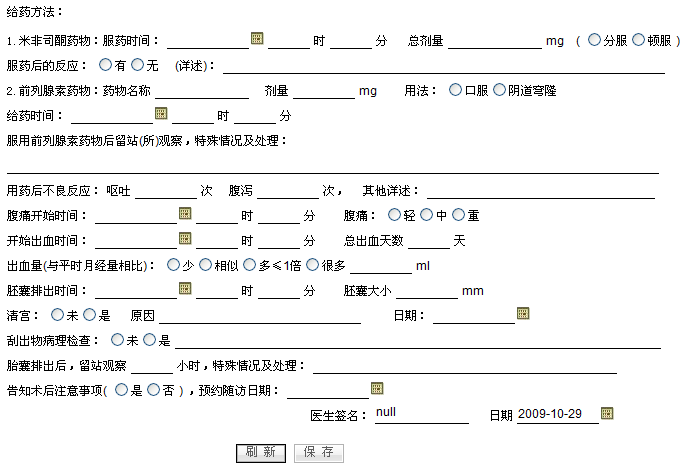 给药方法：
1. 米非司酮药物：服药时间： 时 分 总剂量 mg ( 分服 顿服 )
服药后的反应： 有 无 (详述)：
2. 前列腺素药物：药物名称 剂量 mg 用法： 口服 阴道穹隆
给药时间： 时 分
服用前列腺素药物后留站(所)观察，特殊情况及处理：
用药后不良反应： 呕吐 次 腹泻 次， 其他详述：
腹痛开始时间： 时 分 腹痛： 轻 中 重
开始出血时间： 时 分 总出血天数 天
出血量(与平时月经量相比)： 少 相似 多≤1倍 很多 ml
胚囊排出时间： 时 分 胚囊大小 mm
清宫： 未 是 原因 日期：
刮出物病理检查： 未 是
胎囊排出后，留站观察 小时，特殊情况及处理：
告知术后注意事项( 是 否 )，预约随访日期：
医生签名： null 日期 2009-10-29
刷 新 保 存